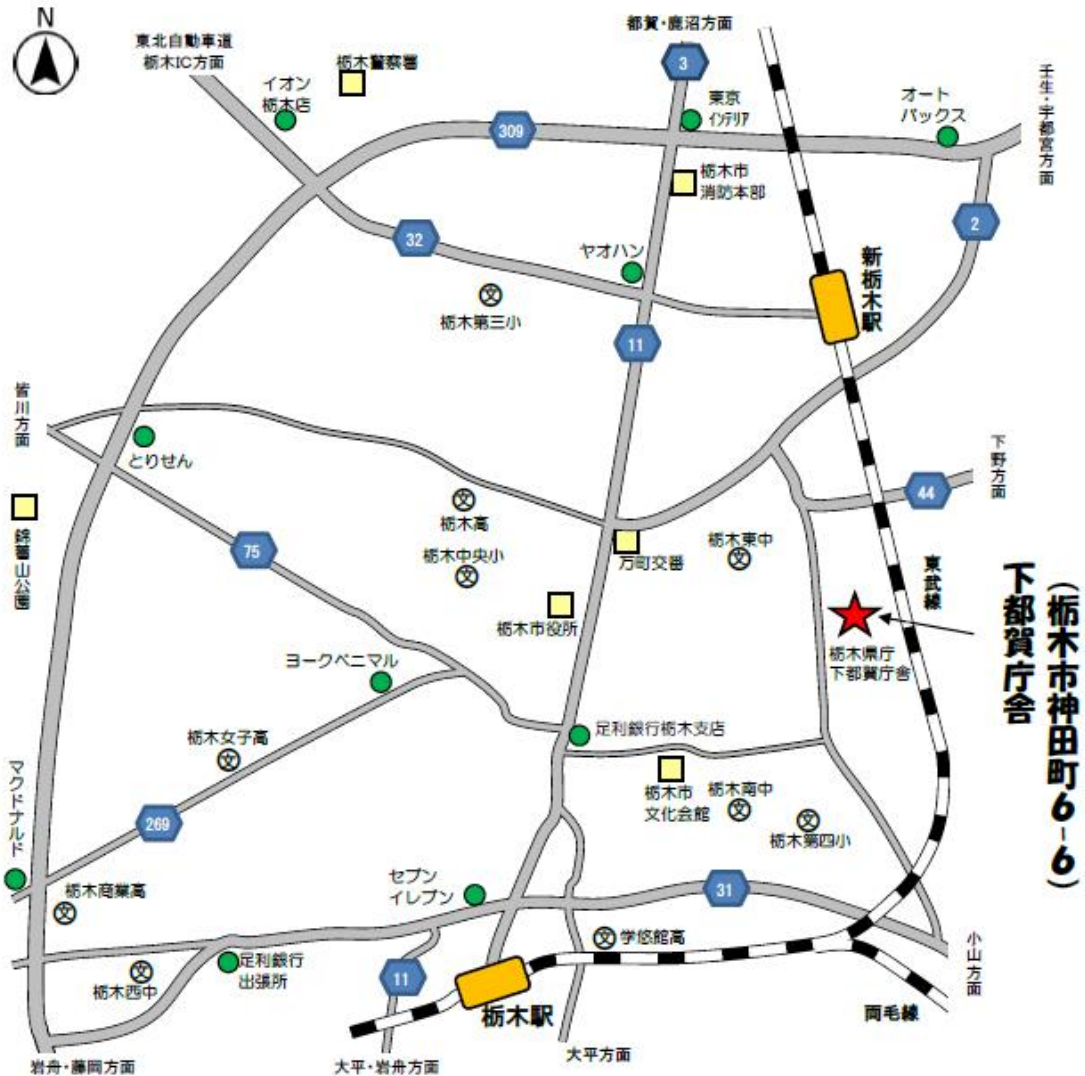 N
東北自動車道
栃木IC方面
栃木警察署
都賀・鹿沼方面
3
イオン
栃木店
309
東京
インテリア
オート
バックス
壬生・宇都宮方面
栃木市
消防本部
2
32
ヤオハン
新栃木駅
栃木第三小
文
11
皆川方面
とりせん
下野方面
44
文
栃木高
錦着山公園
75
栃木中央小
文
万町交番
栃木東中
文
東武線
栃木市役所
栃木県庁
下都賀庁舎
(栃木市神田町6-6)
下都賀庁舎
ヨークベニマル
足利銀行栃木支店
栃木女子高
文
マクドナルド
栃木市
文化会館
栃木南中
文
文
栃木第四小
269
セブン
イレブン
31
栃木商業高
文
文
学悠館高
小山方面
文
栃木西中
足利銀行
出張所
11
栃木駅
両毛線
岩舟・藤岡方面
大平・岩舟方面
大平方面